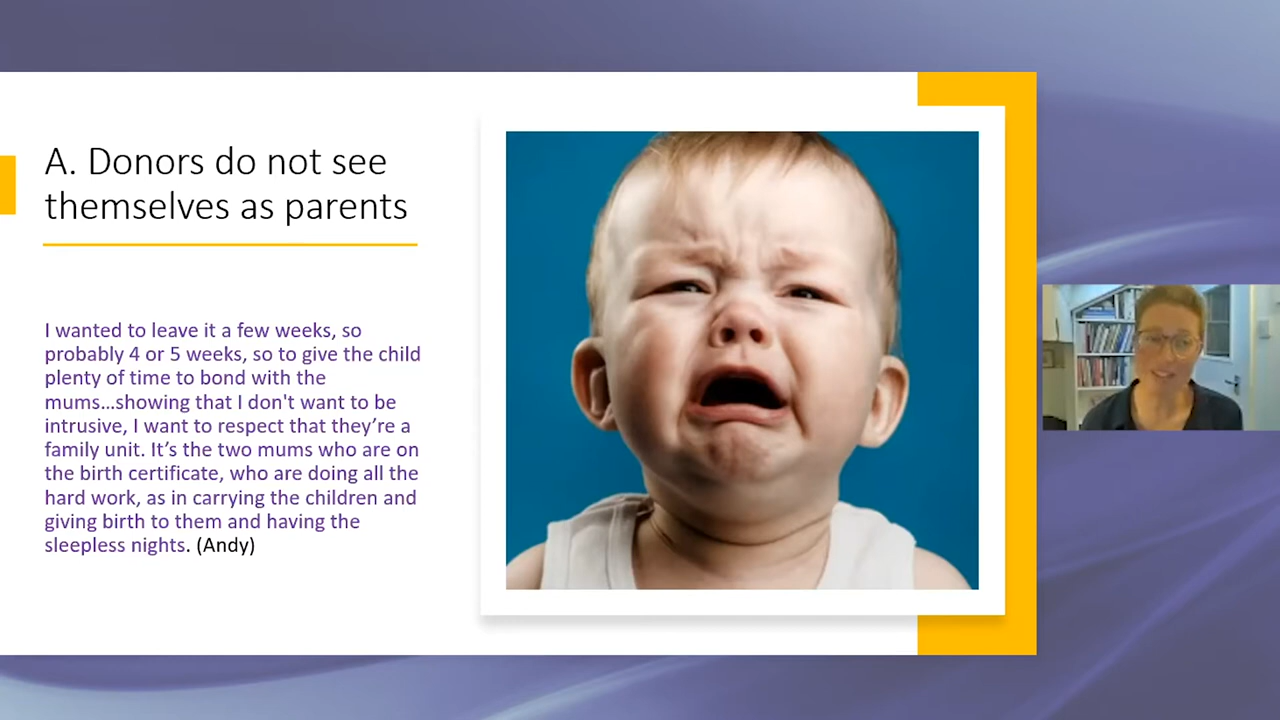 A. Donors do not see
themselves as parents
I wanted to leave it a few weeks, so
probably 4 or 5 weeks, so to give the child
plenty of time to bond with the
mums…showing that I don't want to be
intrusive, I want to respect that they’re a
family unit. It’s the two mums who are on
the birth certificate, who are doing all the
hard work, as in carrying the children and
giving birth to them and having the
sleepless nights. (Andy)